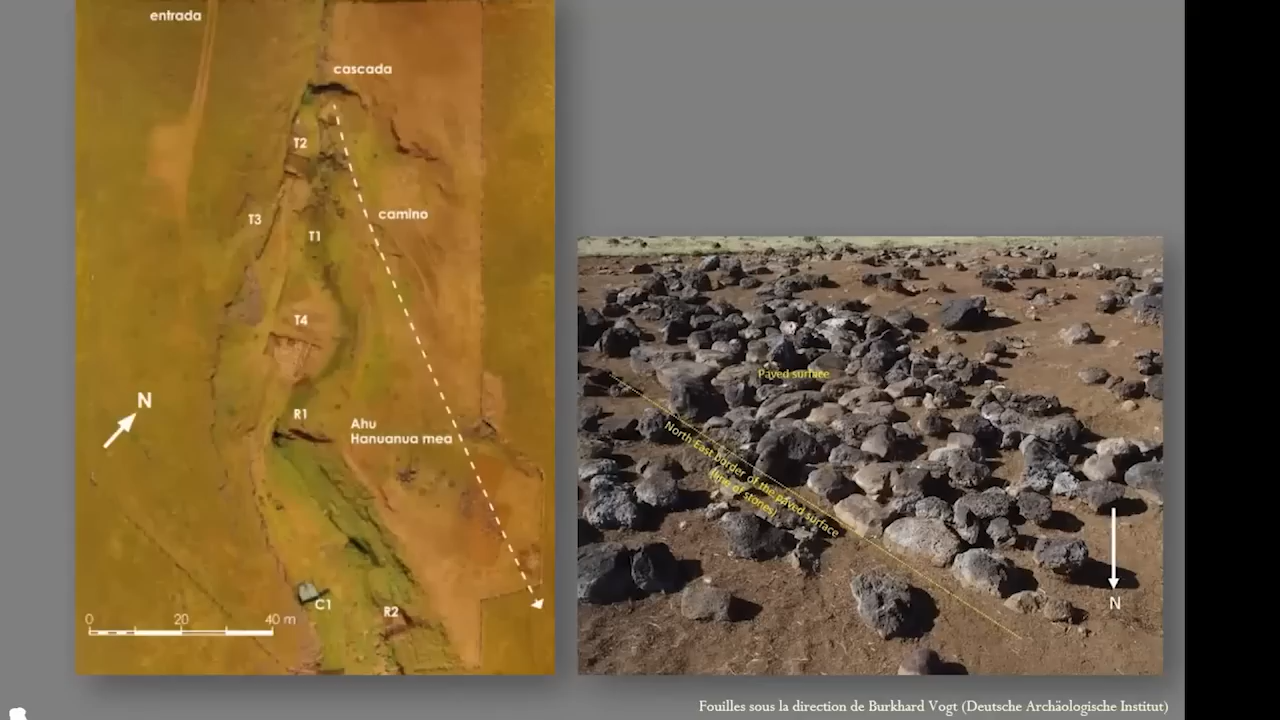 entrada
cascada
T2
T3
camino
T1
T4
N
R1
Ahu
Hanuanua mea
C1
R2
0 20 40 m
Paved surface
North East border of the paved surface
(line of stones)
N
Fouilles sous la direction de Burkhard Vogt (Deutsche Archäologische Institut)